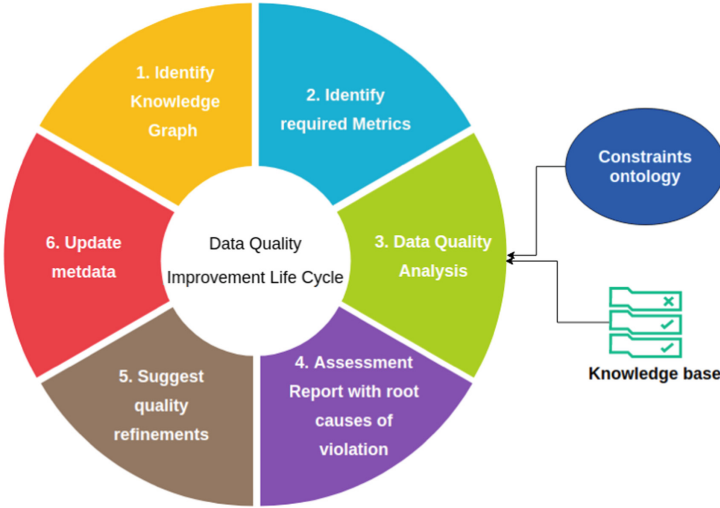 1. Identify
Knowledge
Graph
2. Identify
required Metrics
3. Data Quality
Analysis
4. Assessment
Report with root
causes of
violation
5. Suggest
quality
refinements
6. Update
metdata
Data Quality
Improvement Life Cycle
Constraints
ontology
Knowledge base